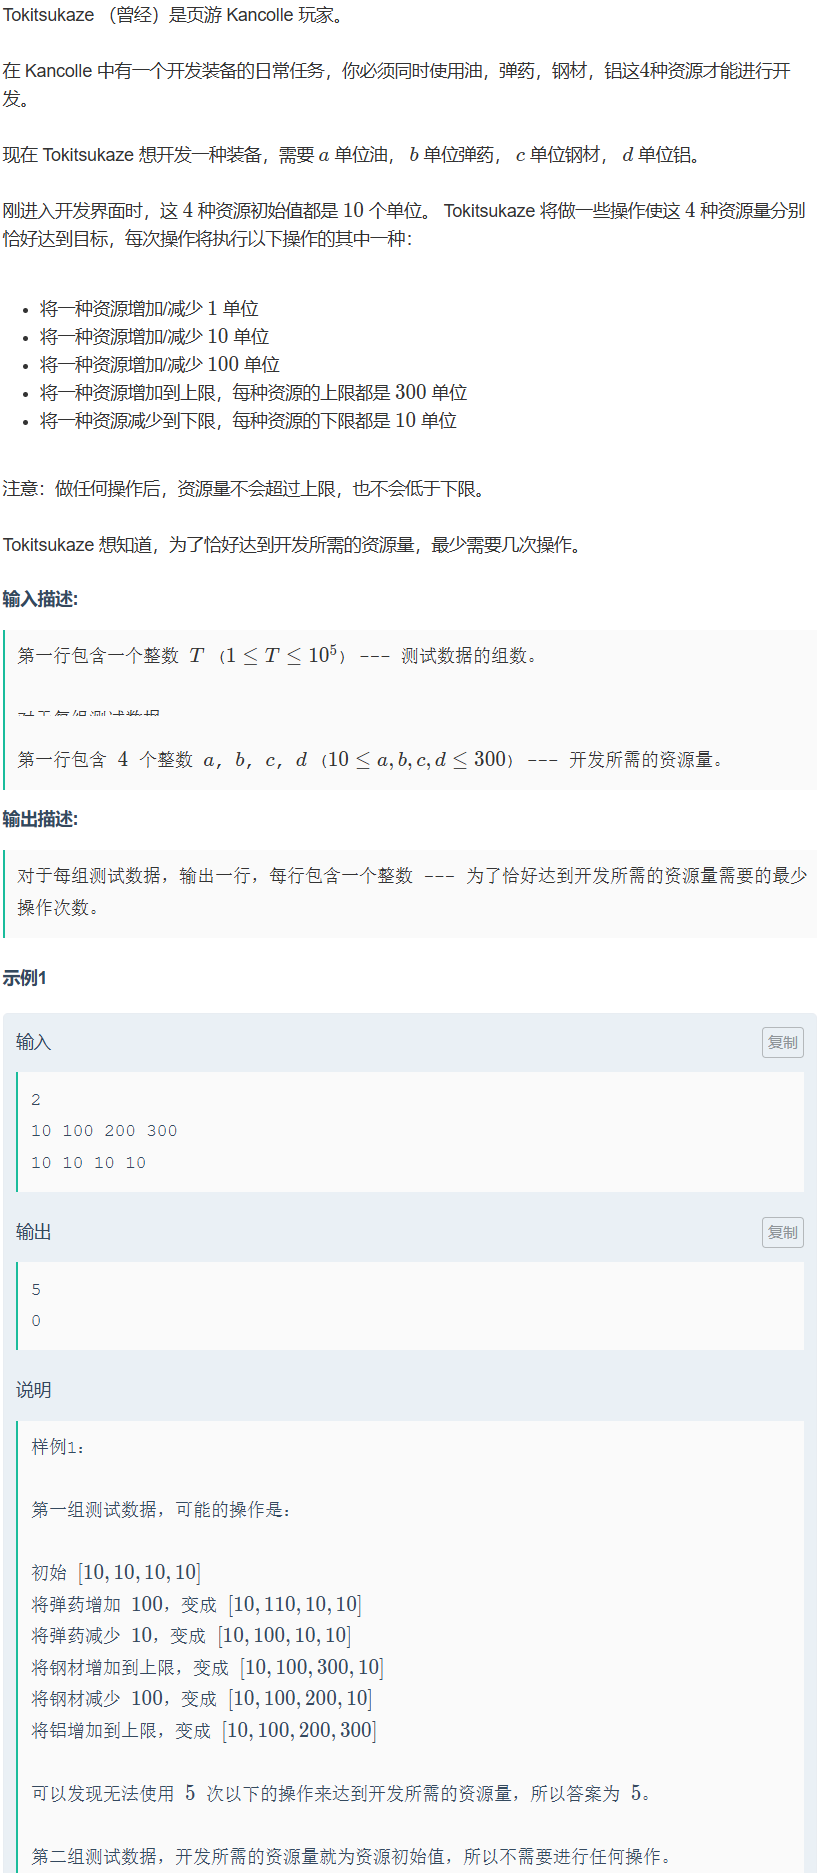 Tokitsukaze （曾经）是页游 Kancolle 玩家。
在 Kancolle 中有一个开发装备的日常任务，你必须同时使用油，弹药，钢材，铝这4种资源才能进行开
发。
现在 Tokitsukaze 想开发一种装备，需要 a 单位油， b 单位弹药， c 单位钢材， d 单位铝。
刚进入开发界面时，这 4 种资源初始值都是 10 个单位。 Tokitsukaze 将做一些操作使这 4 种资源量分别
恰好达到目标，每次操作将执行以下操作的其中一种：
• 将一种资源增加/减少 1 单位
• 将一种资源增加/减少 10 单位
• 将一种资源增加/减少 100 单位
• 将一种资源增加到上限，每种资源的上限都是 300 单位
• 将一种资源减少到下限，每种资源的下限都是 10 单位
注意：做任何操作后，资源量不会超过上限，也不会低于下限。
Tokitsukaze 想知道，为了恰好达到开发所需的资源量，最少需要几次操作。
输入描述:
第一行包含一个整数 T （1 ≤ T ≤ 10⁵） --- 测试数据的组数。
对于每组测试数据
第一行包含 4 个整数 a, b, c, d （10 ≤ a, b, c, d ≤ 300） --- 开发所需的资源量。
输出描述:
对于每组测试数据，输出一行，每行包含一个整数 --- 为了恰好达到开发所需的资源量需要的最少
操作次数。
示例1
输入
复制
2
10 100 200 300
10 10 10 10
输出
复制
5
0
说明
样例1：
第一组测试数据，可能的操作是：
初始 [10, 10, 10, 10]
将弹药增加 100，变成 [10, 110, 10, 10]
将弹药减少 10，变成 [10, 100, 10, 10]
将钢材增加到上限，变成 [10, 100, 300, 10]
将钢材减少 100，变成 [10, 100, 200, 10]
将铝增加到上限，变成 [10, 100, 200, 300]
可以发现无法使用 5 次以下的操作来达到开发所需的资源量，所以答案为 5。
第二组测试数据，开发所需的资源量就为资源初始值，所以不需要进行任何操作。